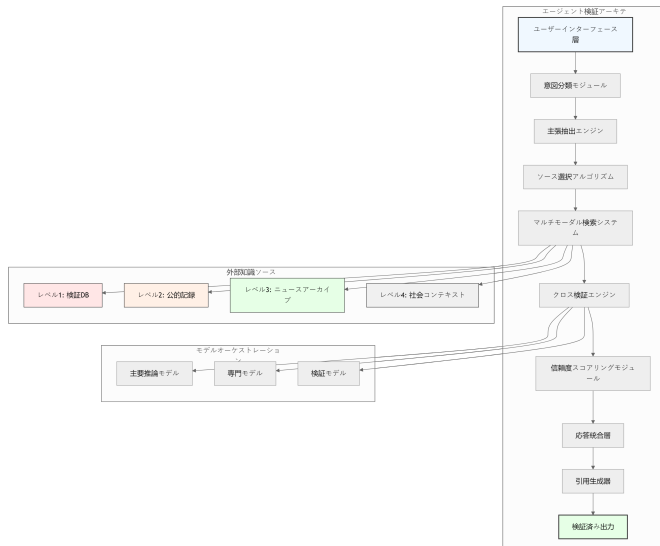 エージェント検証アーキテ
ユーザーインターフェース
層
意図分類モジュール
主張抽出エンジン
ソース選択アルゴリズム
マルチモーダル検索システ
ム
外部知識ソース
レベル1: 検証DB
レベル2: 公的記録
レベル3: ニュースアーカイ
ブ
レベル4: 社会コンテキスト
クロス検証エンジン
モデルオーケストレーショ
主要推論モデル
専門モデル
検証モデル
信頼度スコアリングモジュ
ール
応答統合層
引用生成器
検証済み出力